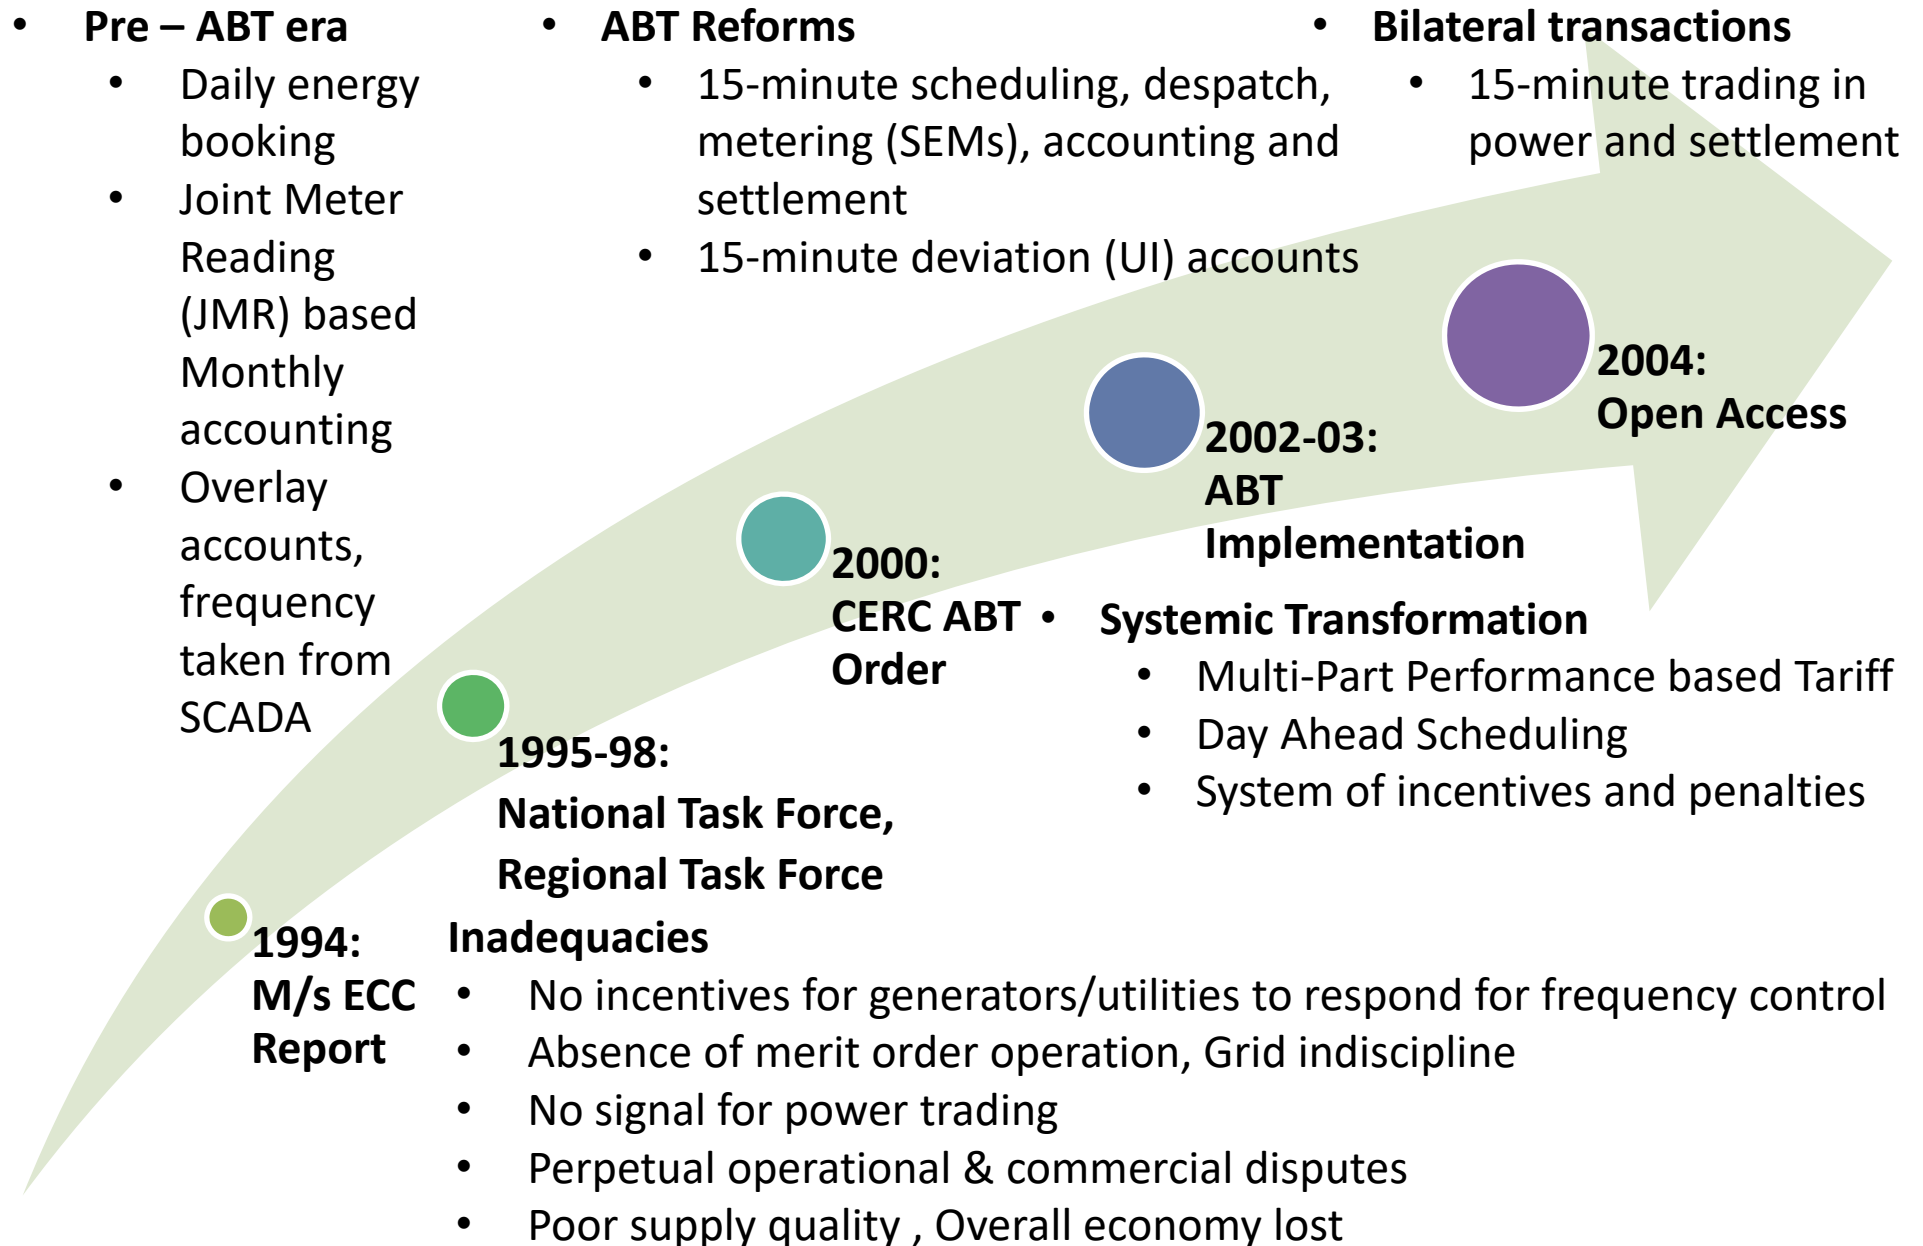 • Pre – ABT era
• Daily energy
booking
• Joint Meter
Reading
(JMR) based
Monthly
accounting
• Overlay
accounts,
frequency
taken from
SCADA
• ABT Reforms
• 15-minute scheduling, despatch,
metering (SEMs), accounting and
settlement
• 15-minute deviation (UI) accounts
• Bilateral transactions
• 15-minute trading in
power and settlement
2004:
Open Access
2002-03:
ABT
Implementation
2000:
CERC ABT
Order
• Systemic Transformation
• Multi-Part Performance based Tariff
• Day Ahead Scheduling
• System of incentives and penalties
1995-98:
National Task Force,
Regional Task Force
1994:
M/s ECC
Report
Inadequacies
• No incentives for generators/utilities to respond for frequency control
• Absence of merit order operation, Grid indiscipline
• No signal for power trading
• Perpetual operational & commercial disputes
• Poor supply quality , Overall economy lost